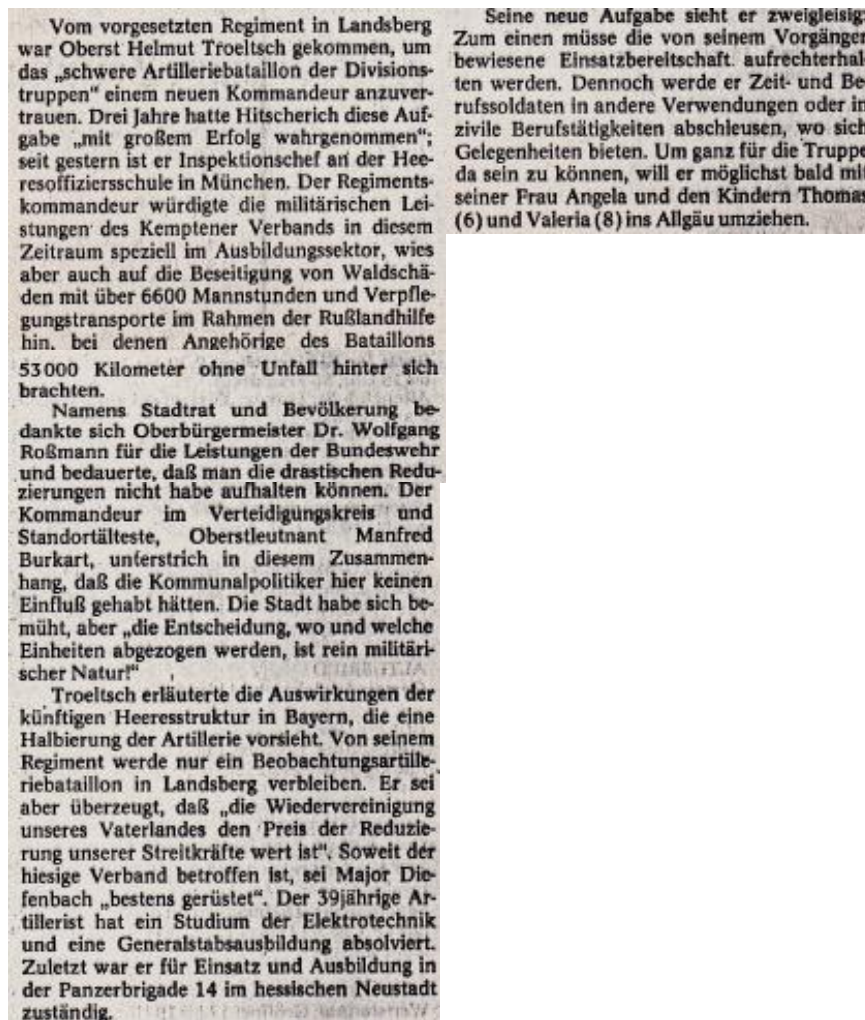 Vom vorgesetzten Regiment in Landsberg
war Oberst Helmut Troeltsch gekommen, um
das „schwere Artilleriebataillon der Divisions-
truppen" einem neuen Kommandeur anzuver-
trauen. Drei Jahre hatte Hitscherich diese Auf-
gabe „mit großem Erfolg wahrgenommen";
seit gestern ist er Inspektionschef an der Hee-
resoffiziersschule in München. Der Regiments-
kommandeur würdigte die militärischen Lei-
stungen des Kemptener Verbands in diesem
Zeitraum speziell im Ausbildungssektor, wies
aber auch auf die Beseitigung von Waldschä-
den mit über 6600 Mannstunden und Verpfle-
gungstransporte im Rahmen der Rußlandhilfe
hin, bei denen Angehörige des Bataillons
53000 Kilometer ohne Unfall hinter sich
brachten.
Namens Stadtrat und Bevölkerung be-
dankte sich Oberbürgermeister Dr. Wolfgang
Roßmann für die Leistungen der Bundeswehr
und bedauerte, daß man die drastischen Redu-
zierungen nicht habe aufhalten können. Der
Kommandeur im Verteidigungskreis und
Standortälteste, Oberstleutnant Manfred
Burkart, unterstrich in diesem Zusammen-
hang, daß die Kommunalpolitiker hier keinen
Einfluß gehabt hätten. Die Stadt habe sich be-
müht, aber „die Entscheidung, wo und welche
Einheiten abgezogen werden, ist rein militäri-
scher Natur!"
Troeltsch erläuterte die Auswirkungen der
künftigen Heeresstruktur in Bayern, die eine
Halbierung der Artillerie vorsieht. Von seinem
Regiment werde nur ein Beobachtungsartille-
riebataillon in Landsberg verbleiben. Er sei
aber überzeugt, daß „die Wiedervereinigung
unseres Vaterlandes den Preis der Reduzie-
rung unserer Streitkräfte wert ist". Soweit der
hiesige Verband betroffen ist, sei Major Die-
fenbach „bestens gerüstet". Der 39jährige Ar-
tillerist hat ein Studium der Elektrotechnik
und eine Generalstabsausbildung absolviert.
Zuletzt war er für Einsatz und Ausbildung in
der Panzerbrigade 14 im hessischen Neustadt
zuständig.
Seine neue Aufgabe sieht er zweigleisig:
Zum einen müsse die von seinem Vorgänger
bewiesene Einsatzbereitschaft aufrechterhal-
ten werden. Dennoch werde er Zeit- und Be-
rufssoldaten in andere Verwendungen oder in
zivile Berufstätigkeiten abschleusen, wo sich
Gelegenheiten bieten. Um ganz für die Truppe
da sein zu können, will er möglichst bald mit
seiner Frau Angela und den Kindern Thomas
(6) und Valeria (8) ins Allgäu umziehen.